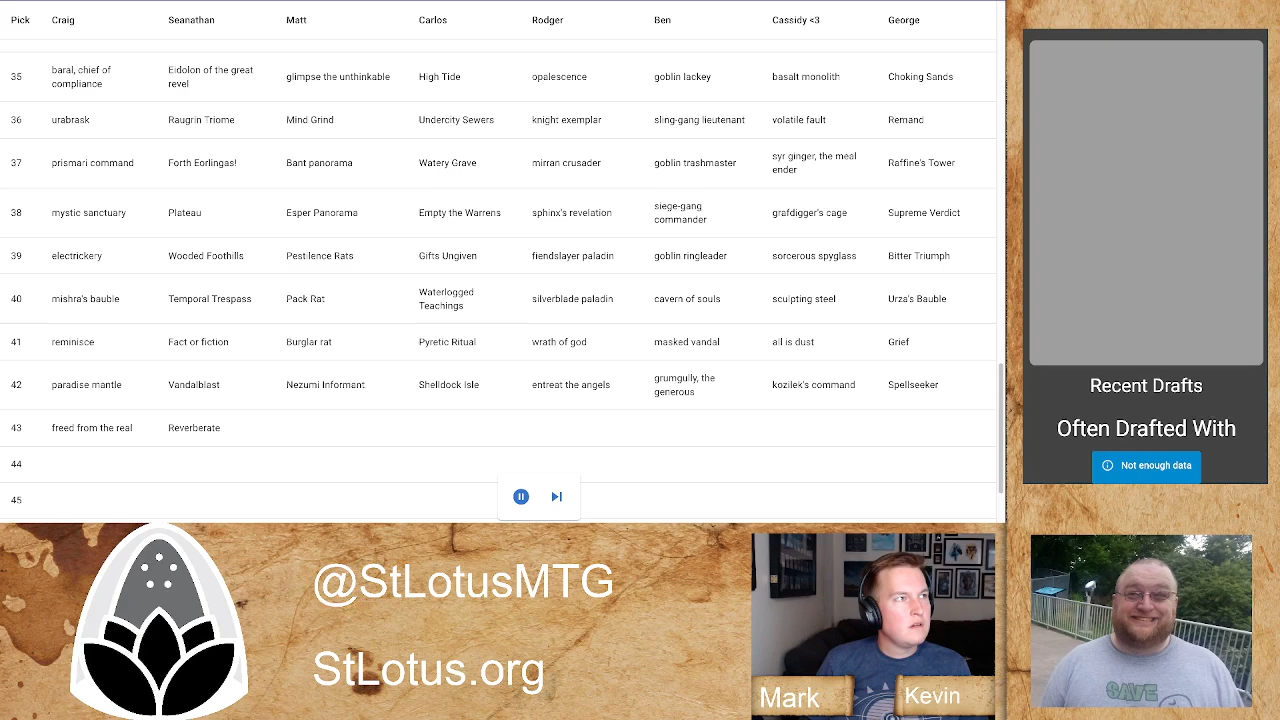 Pick Craig Seanathan Matt Carlos Rodger Ben Cassidy <3 George
35 baral, chief of compliance Eidolon of the great revel glimpse the unthinkable High Tide opalescence goblin lackey basalt monolith Choking Sands
36 urabrask Raugrin Triome Mind Grind Undercity Sewers knight exemplar sling-gang lieutenant volatile fault Remand
37 prismari command Forth Eorlingas! Bant panorama Watery Grave mirran crusader goblin trashmaster syr ginger, the meal ender Raffine's Tower
38 mystic sanctuary Plateau Esper Panorama Empty the Warrens sphinx's revelation siege-gang commander grafdigger's cage Supreme Verdict
39 electrickery Wooded Foothills Pestilence Rats Gifts Ungiven fiendslayer paladin goblin ringleader sorcerous spyglass Bitter Triumph
40 mishra's bauble Temporal Trespass Pack Rat Waterlogged Teachings silverblade paladin cavern of souls sculpting steel Urza's Bauble
41 reminisce Fact or fiction Burglar rat Pyretic Ritual wrath of god masked vandal all is dust Grief
42 paradise mantle Vandalblast Nezumi Informant Shelldock Isle entreat the angels grumgully, the generous kozilek's command Spellseeker
43 freed from the real Reverberate
44
45
Recent Drafts
Often Drafted With
Not enough data
@StLotusMTG
StLotus.org
Mark
Kevin
SAVE